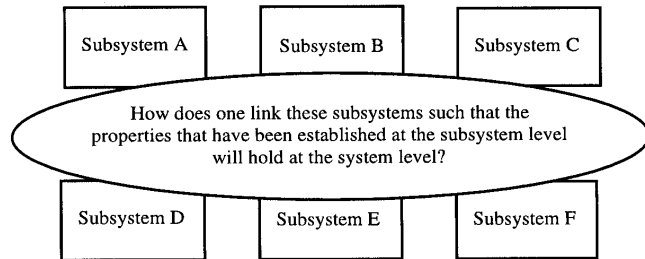 Subsystem A Subsystem B Subsystem C
How does one link these subsystems such that the
properties that have been established at the subsystem level
will hold at the system level?
Subsystem D Subsystem E Subsystem F